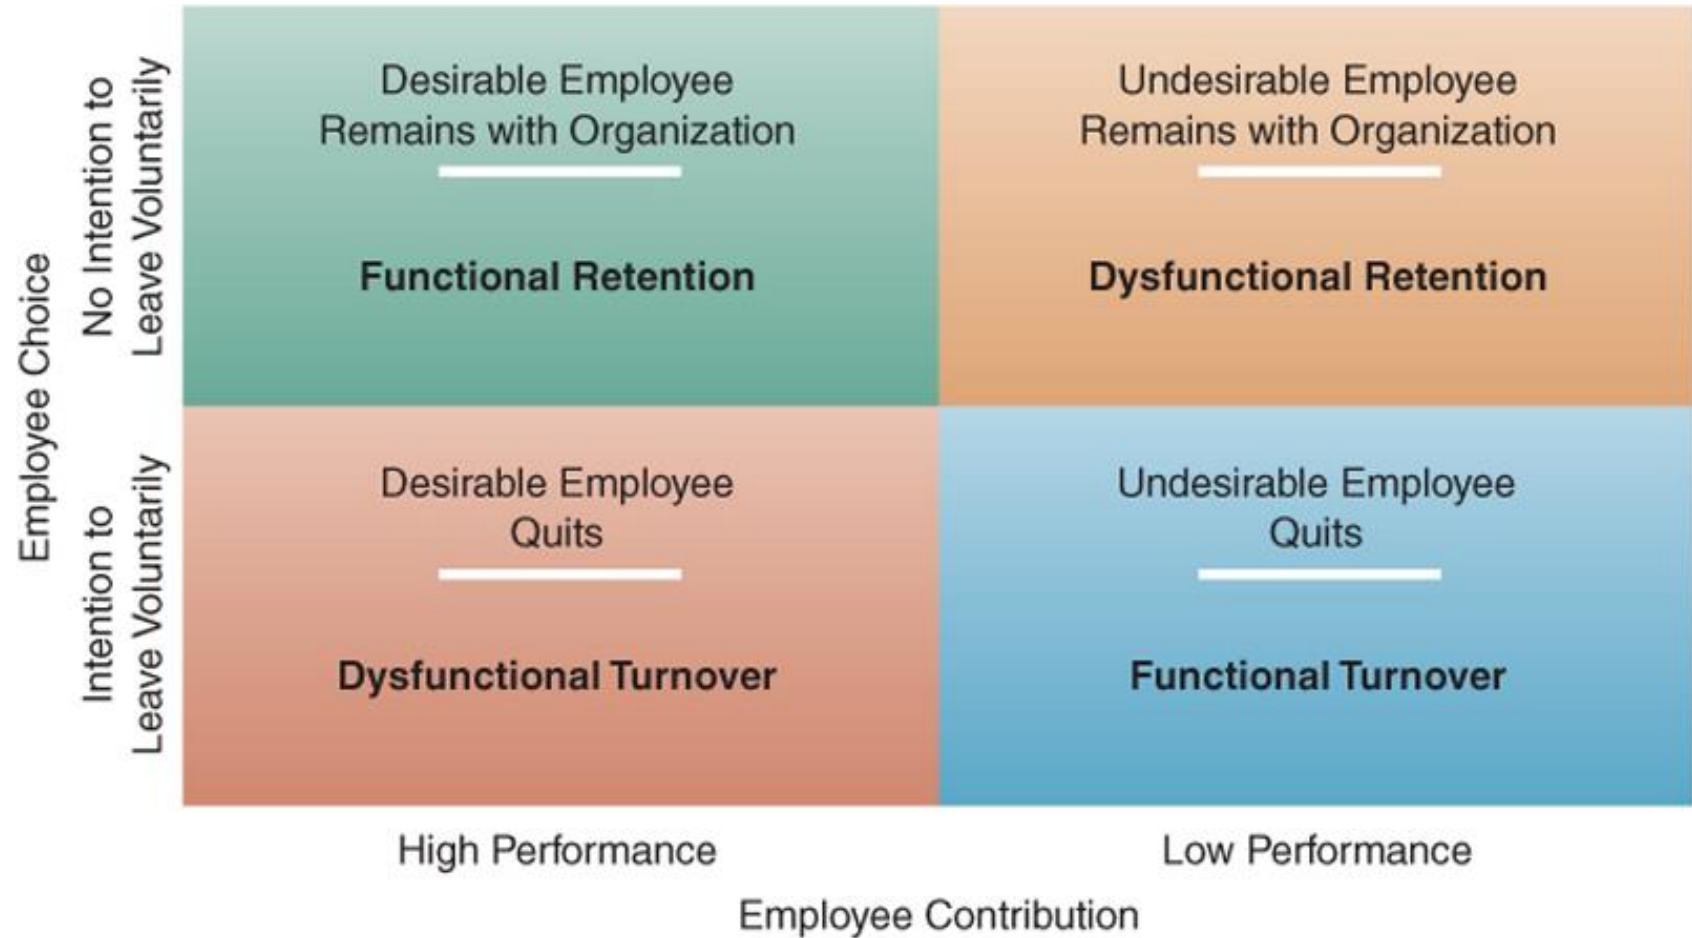 Employee Choice
No Intention to
Leave Voluntarily
Desirable Employee
Remains with Organization
Functional Retention
Undesirable Employee
Remains with Organization
Dysfunctional Retention
Intention to
Leave Voluntarily
Desirable Employee
Quits
Dysfunctional Turnover
Undesirable Employee
Quits
Functional Turnover
High Performance
Low Performance
Employee Contribution